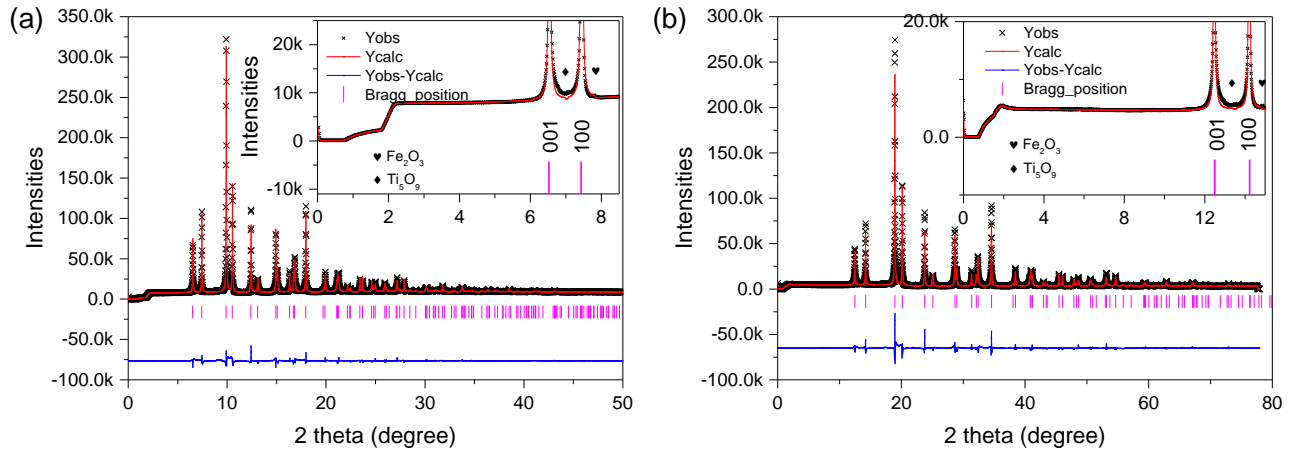 (a)
350.0k
300.0k
250.0k
200.0k
150.0k
100.0k
50.0k
0.0
-50.0k
-100.0k
Intensities
0
10
20
30
40
50
2 theta (degree)
Yobs
Ycalc
Yobs-Ycalc
Bragg_position
20k
10k
0
-10k
Intensities
0
2
4
6
8
001
100
Fe₂O₃
Ti₅O₉
(b)
300.0k
250.0k
200.0k
150.0k
100.0k
50.0k
0.0
-50.0k
-100.0k
Intensities
0
20
40
60
80
2 theta (degree)
Yobs
Ycalc
Yobs-Ycalc
Bragg_position
20.0k
0.0
Intensities
0
4
8
12
001
100
Fe₂O₃
Ti₅O₉